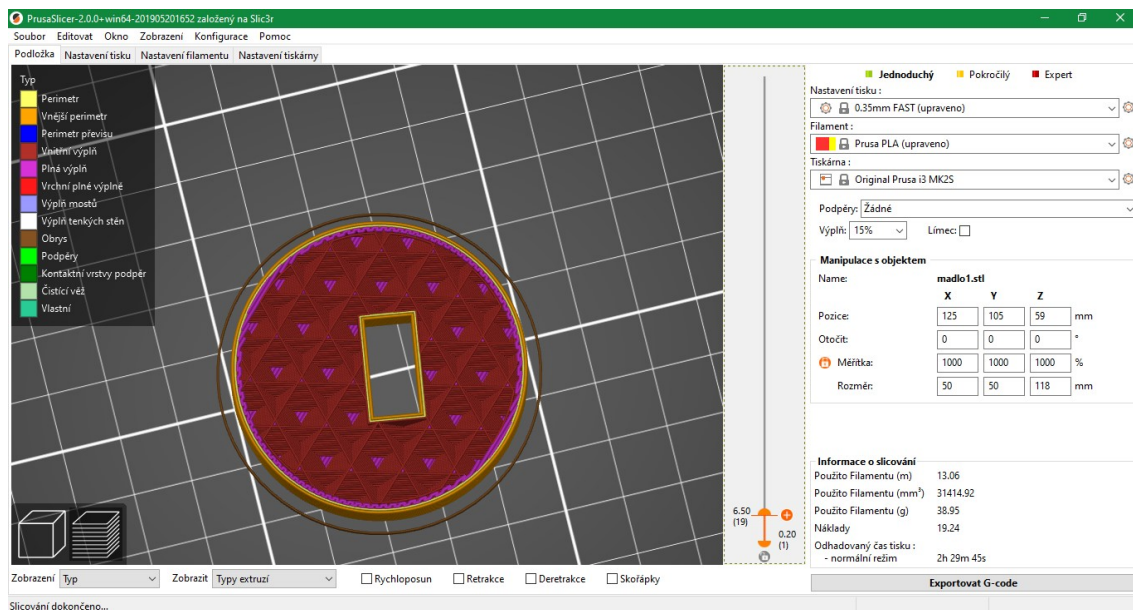 PrusaSlicer-2.0.0+win64-201905201652 založený na Slic3r
Soubor Editovat Okno Zobrazení Konfigurace Pomoc
Podložka Nastavení tisku Nastavení filamentu Nastavení tiskárny
Typ
Perimetr
Vnější perimetr
Perimetr převisu
Vnitřní výplň
Plná výplň
Vrchní plné výplně
Výplň mostů
Výplň tenkých stěn
Obrys
Podpěry
Kontaktní vrstvy podpěr
Čistící věž
Vlastní
6.50
(19)
0.20
(1)
Jednoduchý Pokročilý Expert
Nastavení tisku :
0.35mm FAST (upraveno)
Filament :
Prusa PLA (upraveno)
Tiskárna :
Original Prusa i3 MK2S
Podpěry: Žádné
Výplň: 15% Límec:
Manipulace s objektem
Name: madlo1.stl
X Y Z
Pozice: 125 105 59 mm
Otočit: 0 0 0 °
Měřítka: 1000 1000 1000 %
Rozměr: 50 50 118 mm
Informace o slicování
Použito Filamentu (m) 13.06
Použito Filamentu (mm³) 31414.92
Použito Filamentu (g) 38.95
Náklady 19.24
Odhadovaný čas tisku :
- normální režim 2h 29m 45s
Zobrazení Typ Zobrazit Typy extruzí Rychloposun Retrakce Deretrakce Skořápky
Exportovat G-code
Slicování dokončeno...